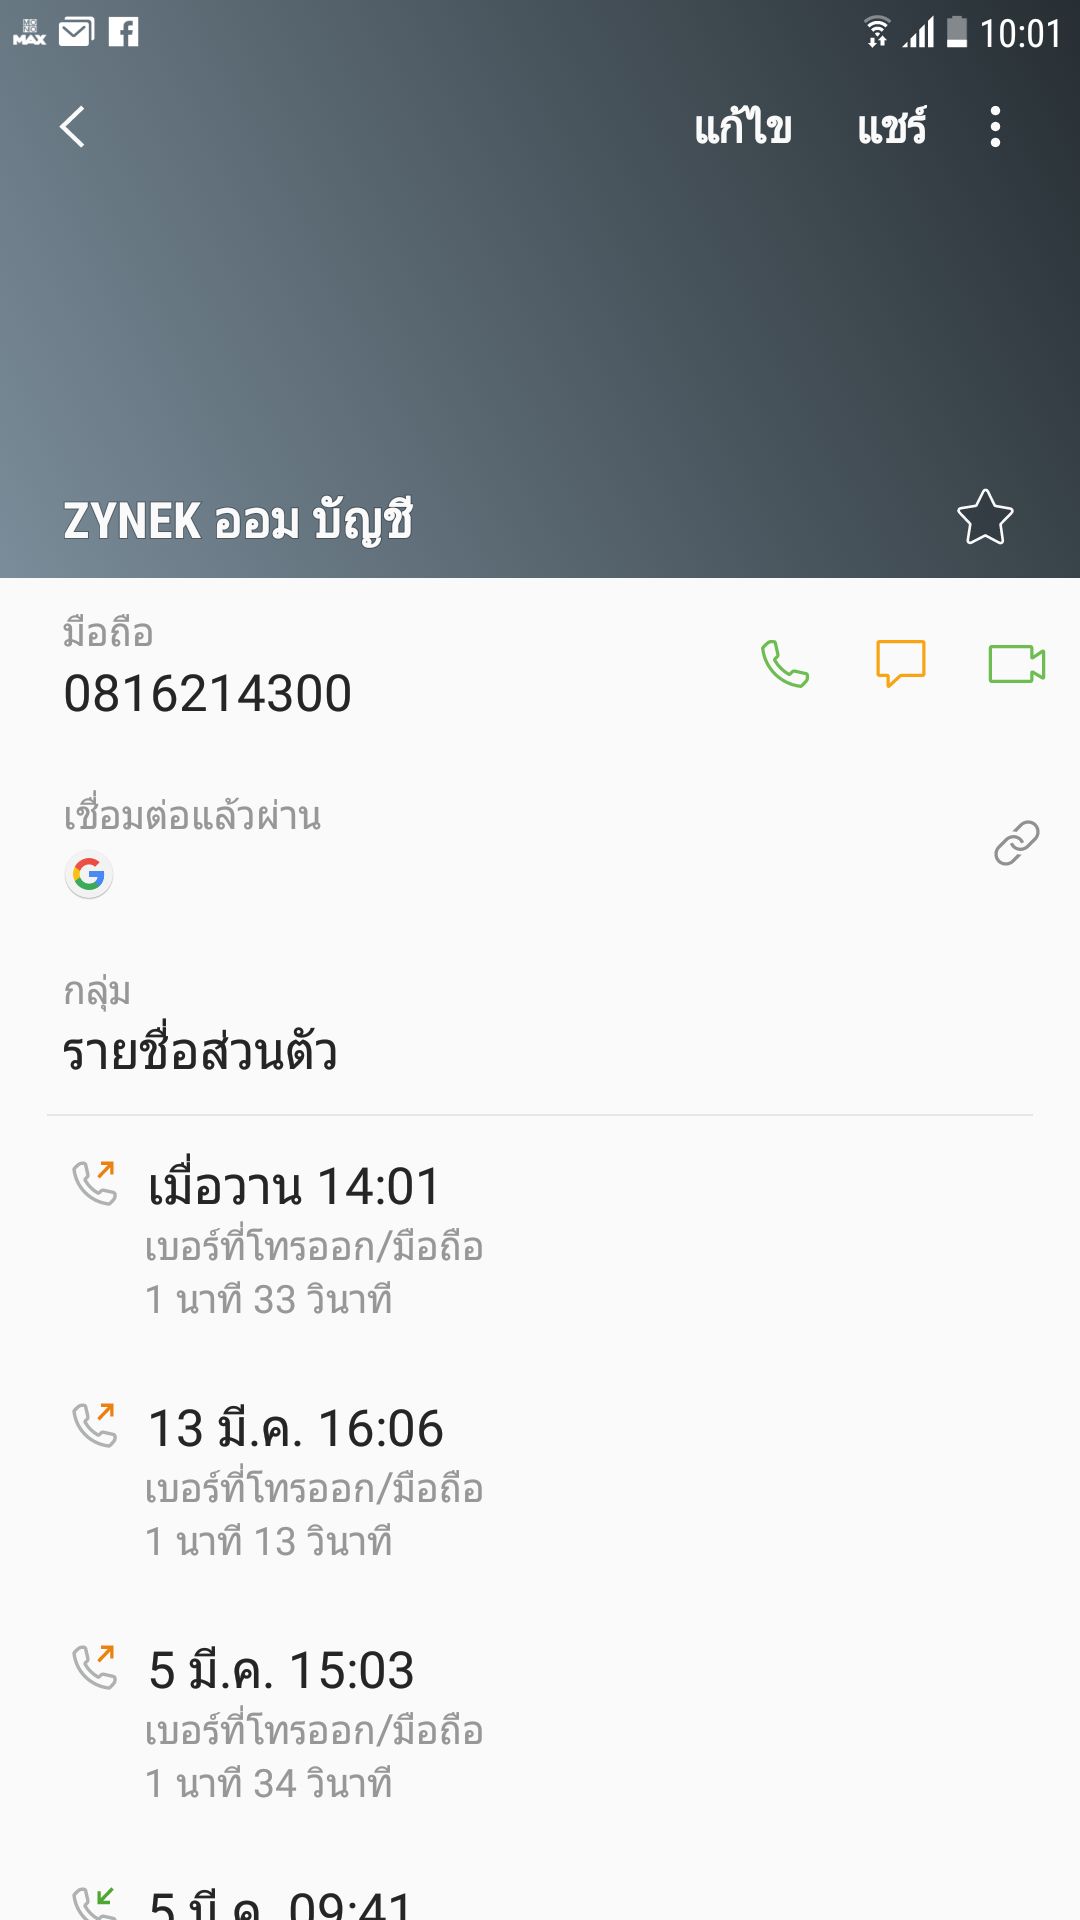 MONO
MAX
10:01
แก้ไข แชร์
ZYNEK ออม บัญชี
มือถือ
0816214300
เชื่อมต่อแล้วผ่าน
กลุ่ม
รายชื่อส่วนตัว
เมื่อวาน 14:01
เบอร์ที่โทรออก/มือถือ
1 นาที 33 วินาที
13 มี.ค. 16:06
เบอร์ที่โทรออก/มือถือ
1 นาที 13 วินาที
5 มี.ค. 15:03
เบอร์ที่โทรออก/มือถือ
1 นาที 34 วินาที
5 มี.ค. 09:41